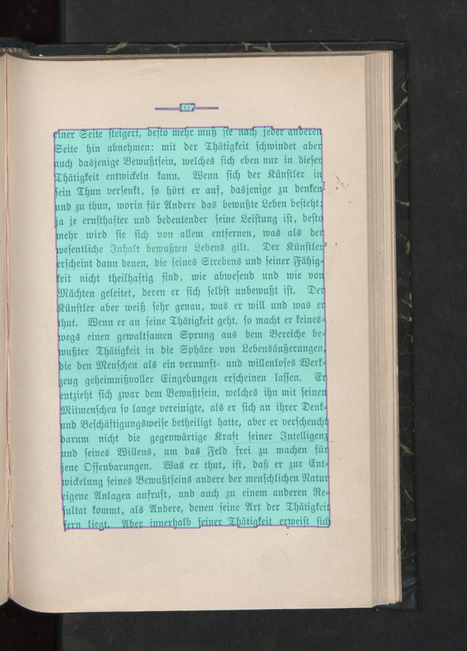 einer Seite steigert, desto mehr muß sie nach jeder anderen
Seite hin abnehmen: mit der Thätigkeit schwindet aber
auch dasjenige Bewußtsein, welches sich eben nur in dieser
Thätigkeit entwickeln kann. Wenn sich der Künstler in
sein Thun versenkt, so hört er auf, dasjenige zu denken
und zu thun, worin für Andere das bewußte Leben besteht;
ja je ernsthafter und bedeutender seine Leistung ist, desto
mehr wird sie sich von allem entfernen, was als der
wesentliche Inhalt bewußten Lebens gilt. Der Künstler
erscheint dann denen, die seines Strebens und seiner Fähig-
keit nicht theilhaftig sind, wie abwesend und wie von
Mächten geleitet, deren er sich selbst unbewußt ist. Der
Künstler aber weiß sehr genau, was er will und was er
thut. Wenn er an seine Thätigkeit geht, so macht er keines-
wegs einen gewaltsamen Sprung aus dem Bereiche be-
wußter Thätigkeit in die Sphäre von Lebensäußerungen,
die den Menschen als ein vernunft- und willenloses Werk-
zeug geheimnißvoller Eingebungen erscheinen lassen. Er
entzieht sich zwar dem Bewußtsein, welches ihn mit seinen
Mitmenschen so lange vereinigte, als er sich an ihrer Denk-
und Beschäftigungsweise betheiligt hatte, aber er verscheucht
darum nicht die gegenwärtige Kraft seiner Intelligenz
und seines Willens, um das Feld frei zu machen für
jene Offenbarungen. Was er thut, ist, daß er zur Ent-
wickelung seines Bewußtseins andere der menschlichen Natur
eigene Anlagen aufruft, und auch zu einem anderen Re-
sultat kommt, als Andere, denen seine Art der Thätigkeit
fern liegt. Aber innerhalb seiner Thätigkeit erweist sich